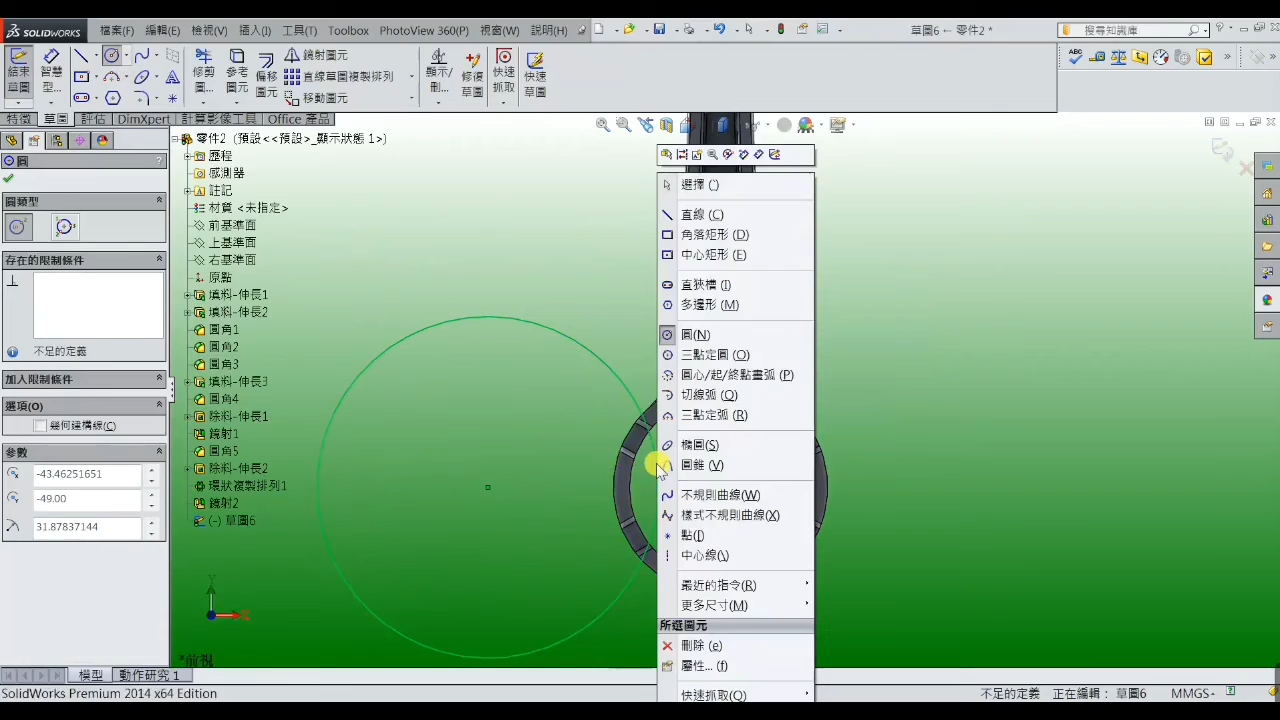 SOLIDWORKS 檔案(F) 編輯(E) 檢視(V) 插入(I) 工具(T) Toolbox PhotoView 360(P) 視窗(W) 說明(H) 草圖6 ← 零件2 * 搜尋知識庫
結束草圖 智慧型... 修剪圖... 參考圖元 偏移圖元 鏡射圖元 顯示/刪... 修復草圖 快速抓取 快速草圖
直線草圖複製排列
移動圖元
特徵 草圖 評估 DimXpert 計算影像工具 Office 產品
圓 ?
圓類型
存在的限制條件
不足的定義
加入限制條件
選項(O)
幾何建構線(C)
參數
-43.46251651
-49.00
31.87837144
零件2 (預設<<預設>_顯示狀態 1>)
歷程
感測器
註記
材質 <未指定>
前基準面
上基準面
右基準面
原點
填料-伸長1
填料-伸長2
圓角1
圓角2
圓角3
填料-伸長3
圓角4
除料-伸長1
鏡射1
圓角5
除料-伸長2
環狀複製排列1
鏡射2
(-) 草圖6
選擇 (`)
直線 (C)
角落矩形 (D)
中心矩形 (E)
直狹槽 (I)
多邊形 (M)
圓(N)
三點定圓 (O)
圓心/起/終點畫弧 (P)
切線弧 (Q)
三點定弧 (R)
橢圓(S)
圓錐 (V)
不規則曲線(W)
樣式不規則曲線(X)
點([)
中心線(\)
最近的指令(R)
更多尺寸(M)
所選圖元
刪除 (e)
屬性... (f)
快速抓取(Q)
Y
X
*前視
模型 動作研究 1
SolidWorks Premium 2014 x64 Edition 不足的定義 正在編輯： 草圖6 MMGS